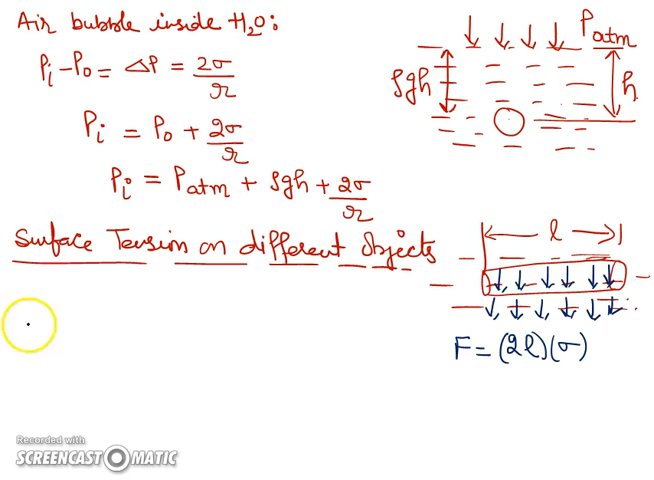 Air bubble inside H₂O:
Pᵢ - P₀ = ΔP = 2σ/r
Pᵢ = P₀ + 2σ/r
Pᵢ = Patm + ρgh + 2σ/r
Patm
ρgh
h
Surface Tension on different Objects
l
F = (2l)(σ)
Recorded with
SCREENCAST O MATIC